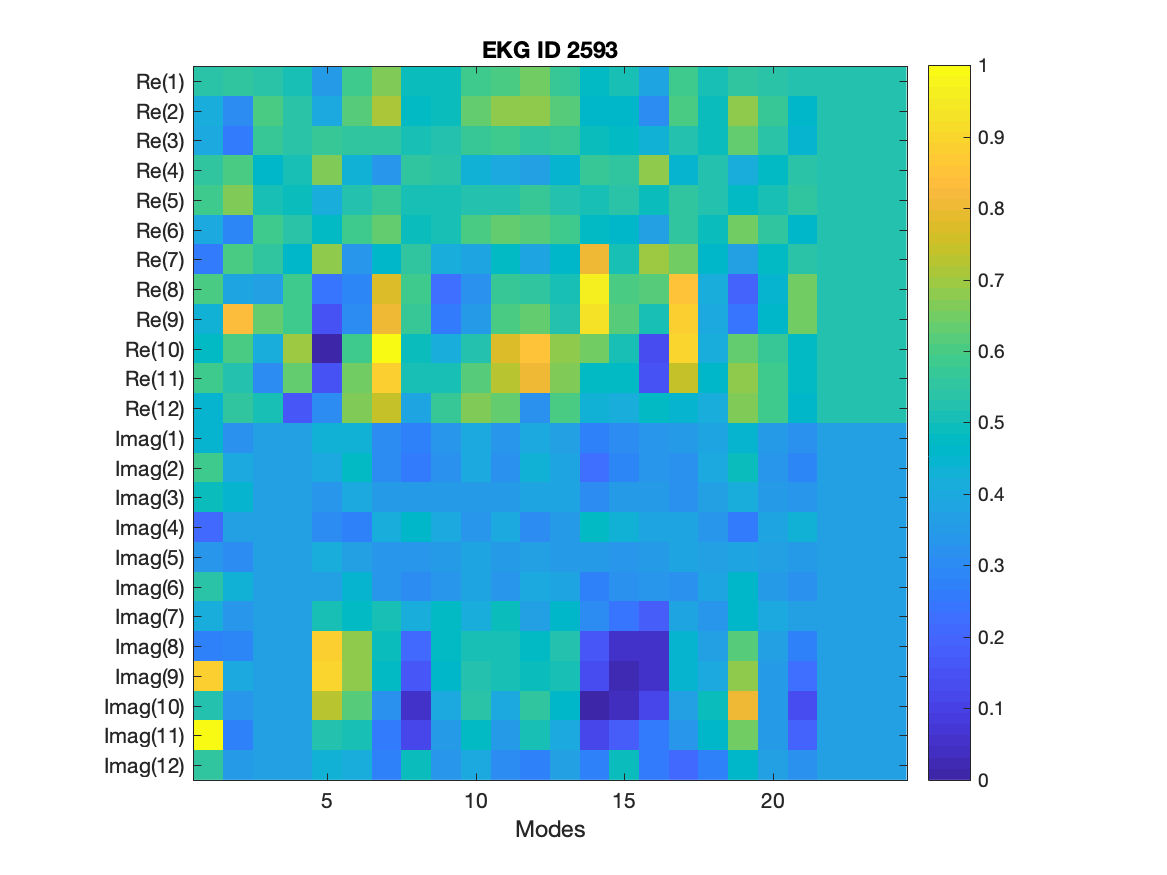 EKG ID 2593
Re(1)
Re(2)
Re(3)
Re(4)
Re(5)
Re(6)
Re(7)
Re(8)
Re(9)
Re(10)
Re(11)
Re(12)
Imag(1)
Imag(2)
Imag(3)
Imag(4)
Imag(5)
Imag(6)
Imag(7)
Imag(8)
Imag(9)
Imag(10)
Imag(11)
Imag(12)
5 10 15 20
Modes
1
0.9
0.8
0.7
0.6
0.5
0.4
0.3
0.2
0.1
0